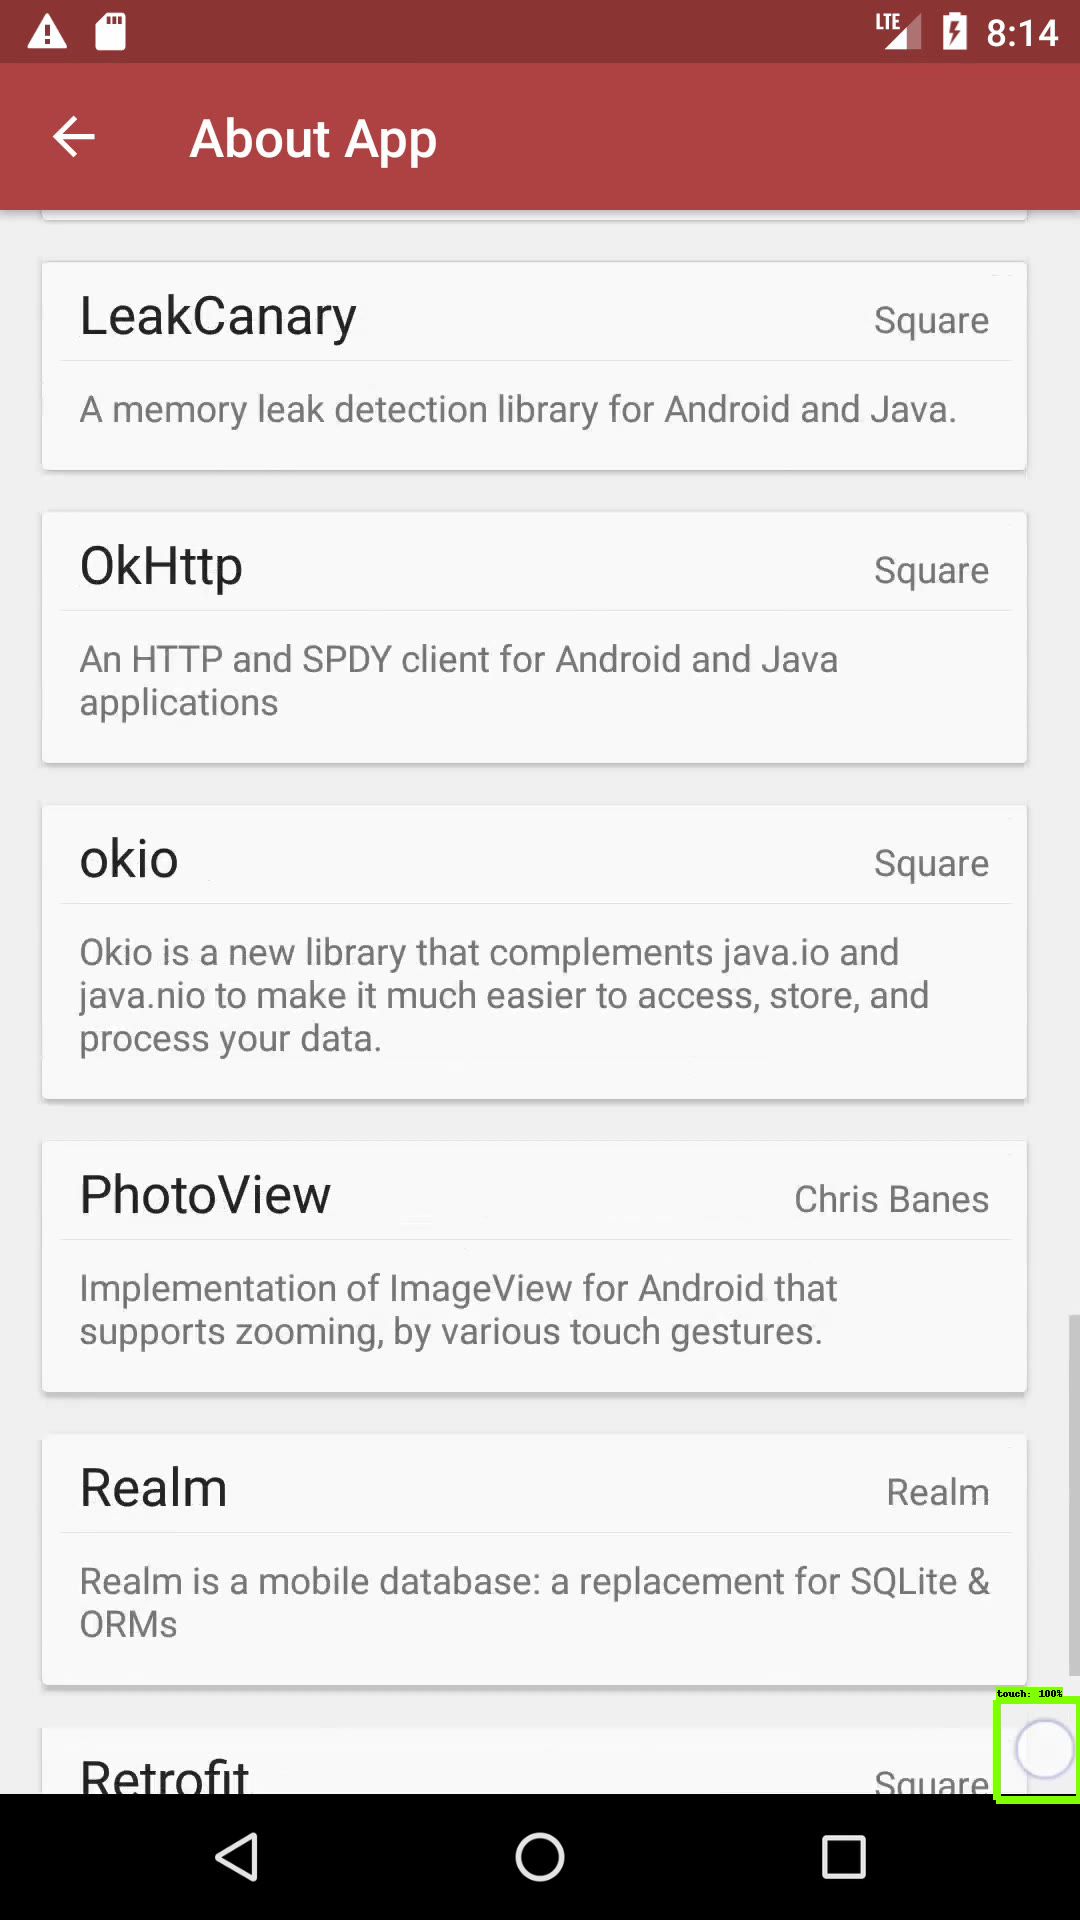 LTE 8:14
About App
LeakCanary Square
A memory leak detection library for Android and Java.
OkHttp Square
An HTTP and SPDY client for Android and Java
applications
okio Square
Okio is a new library that complements java.io and
java.nio to make it much easier to access, store, and
process your data.
PhotoView Chris Banes
Implementation of ImageView for Android that
supports zooming, by various touch gestures.
Realm Realm
Realm is a mobile database: a replacement for SQLite &
ORMs
touch: 100%
Retrofit Square